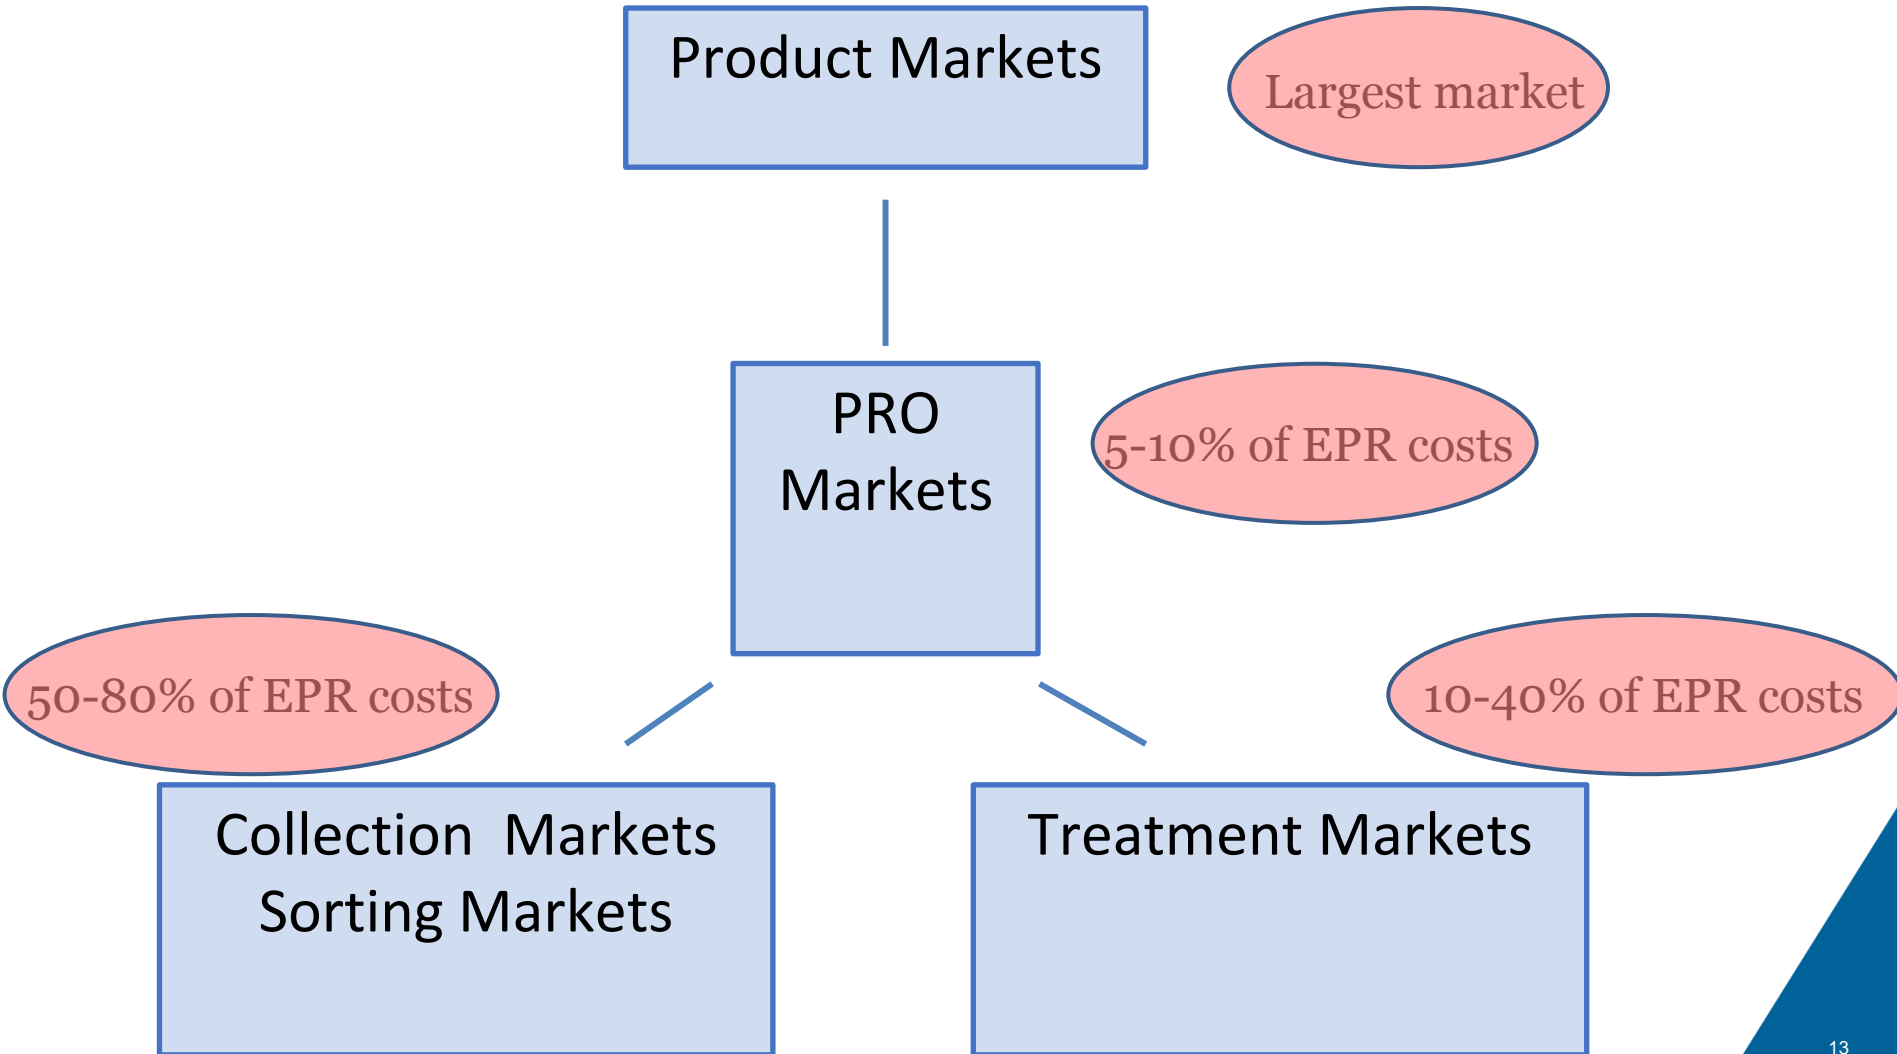 Product Markets
Largest market
PRO
Markets
5-10% of EPR costs
50-80% of EPR costs
10-40% of EPR costs
Collection  Markets
Sorting Markets
Treatment Markets
13